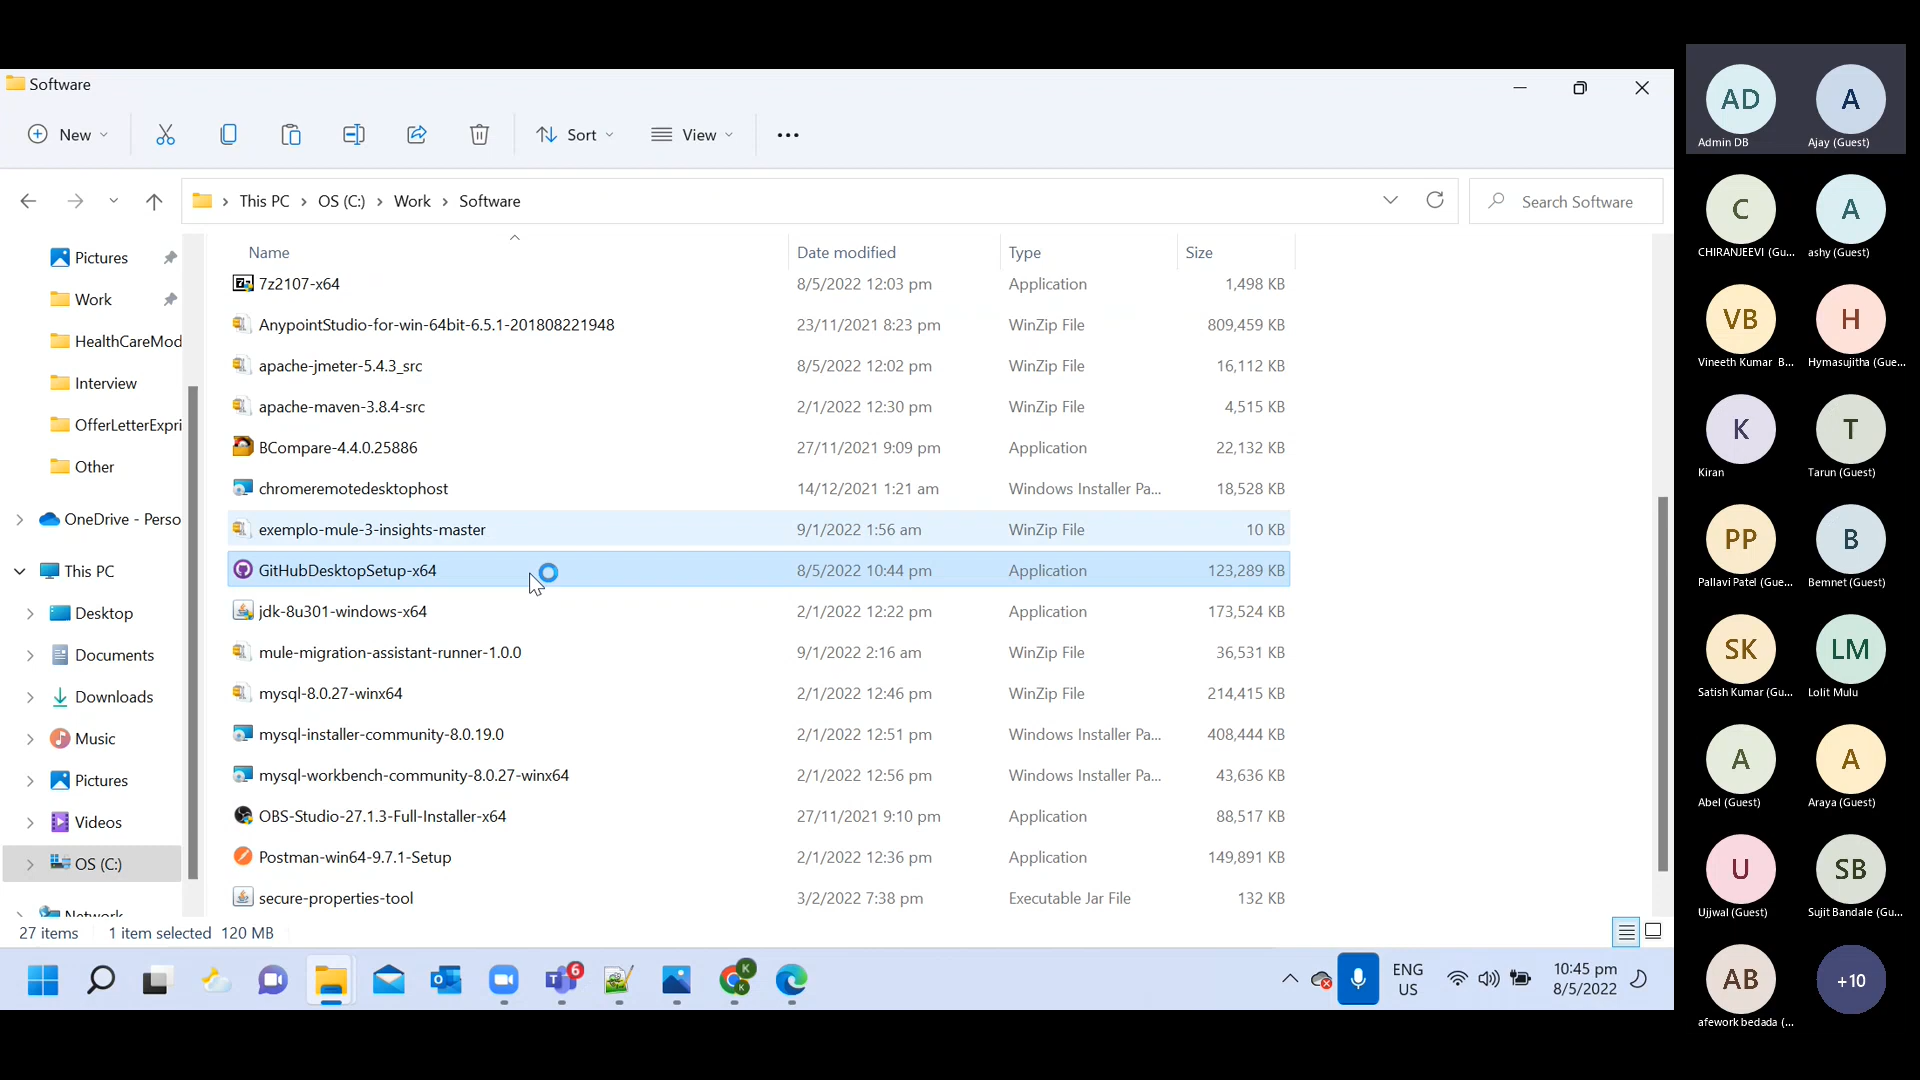 Software
New
Sort
View
This PC
OS (C:)
Work
Software
Search Software
Pictures
Work
HealthCareMod
Interview
OfferLetterExpri
Other
OneDrive - Perso
This PC
Desktop
Documents
Downloads
Music
Pictures
Videos
OS (C:)
Network
Name Date modified Type Size
7z2107-x64 8/5/2022 12:03 pm Application 1,498 KB
AnypointStudio-for-win-64bit-6.5.1-201808221948 23/11/2021 8:23 pm WinZip File 809,459 KB
apache-jmeter-5.4.3_src 8/5/2022 12:02 pm WinZip File 16,112 KB
apache-maven-3.8.4-src 2/1/2022 12:30 pm WinZip File 4,515 KB
BCompare-4.4.0.25886 27/11/2021 9:09 pm Application 22,132 KB
chromeremotedesktophost 14/12/2021 1:21 am Windows Installer Pa... 18,528 KB
exemplo-mule-3-insights-master 9/1/2022 1:56 am WinZip File 10 KB
GitHubDesktopSetup-x64 8/5/2022 10:44 pm Application 123,289 KB
jdk-8u301-windows-x64 2/1/2022 12:22 pm Application 173,524 KB
mule-migration-assistant-runner-1.0.0 9/1/2022 2:16 am WinZip File 36,531 KB
mysql-8.0.27-winx64 2/1/2022 12:46 pm WinZip File 214,415 KB
mysql-installer-community-8.0.19.0 2/1/2022 12:51 pm Windows Installer Pa... 408,444 KB
mysql-workbench-community-8.0.27-winx64 2/1/2022 12:56 pm Windows Installer Pa... 43,636 KB
OBS-Studio-27.1.3-Full-Installer-x64 27/11/2021 9:10 pm Application 88,517 KB
Postman-win64-9.7.1-Setup 2/1/2022 12:36 pm Application 149,891 KB
secure-properties-tool 3/2/2022 7:38 pm Executable Jar File 132 KB
27 items 1 item selected 120 MB
6
K
ENG
US
10:45 pm
8/5/2022
AD A
Admin DB Ajay (Guest)
C A
CHIRANJEEVI (Gu... ashy (Guest)
VB H
Vineeth Kumar B... Hymasujitha (Gue...
K T
Kiran Tarun (Guest)
PP B
Pallavi Patel (Gue... Bemnet (Guest)
SK LM
Satish Kumar (Gu... Lolit Mulu
A A
Abel (Guest) Araya (Guest)
U SB
Ujjwal (Guest) Sujit Bandale (Gu...
AB +10
afework bedada (...